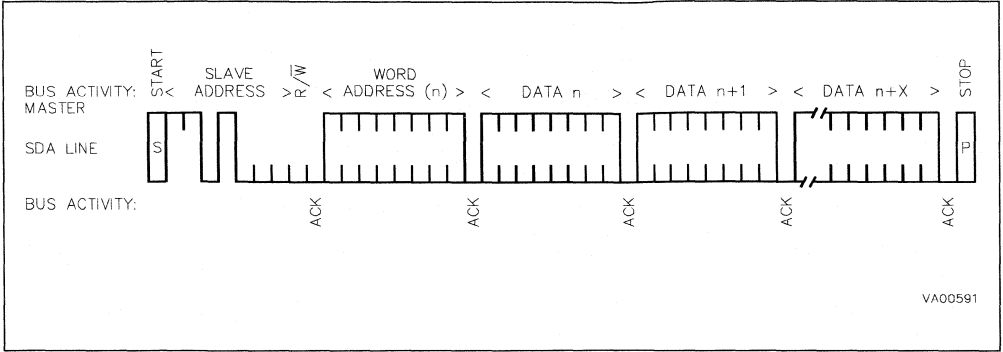 BUS ACTIVITY: MASTER
START < SLAVE ADDRESS > R/W̅ < WORD ADDRESS (n) > < DATA n > < DATA n+1 > < DATA n+X > STOP
SDA LINE
S
P
BUS ACTIVITY:
ACK ACK ACK ACK ACK
VA00591